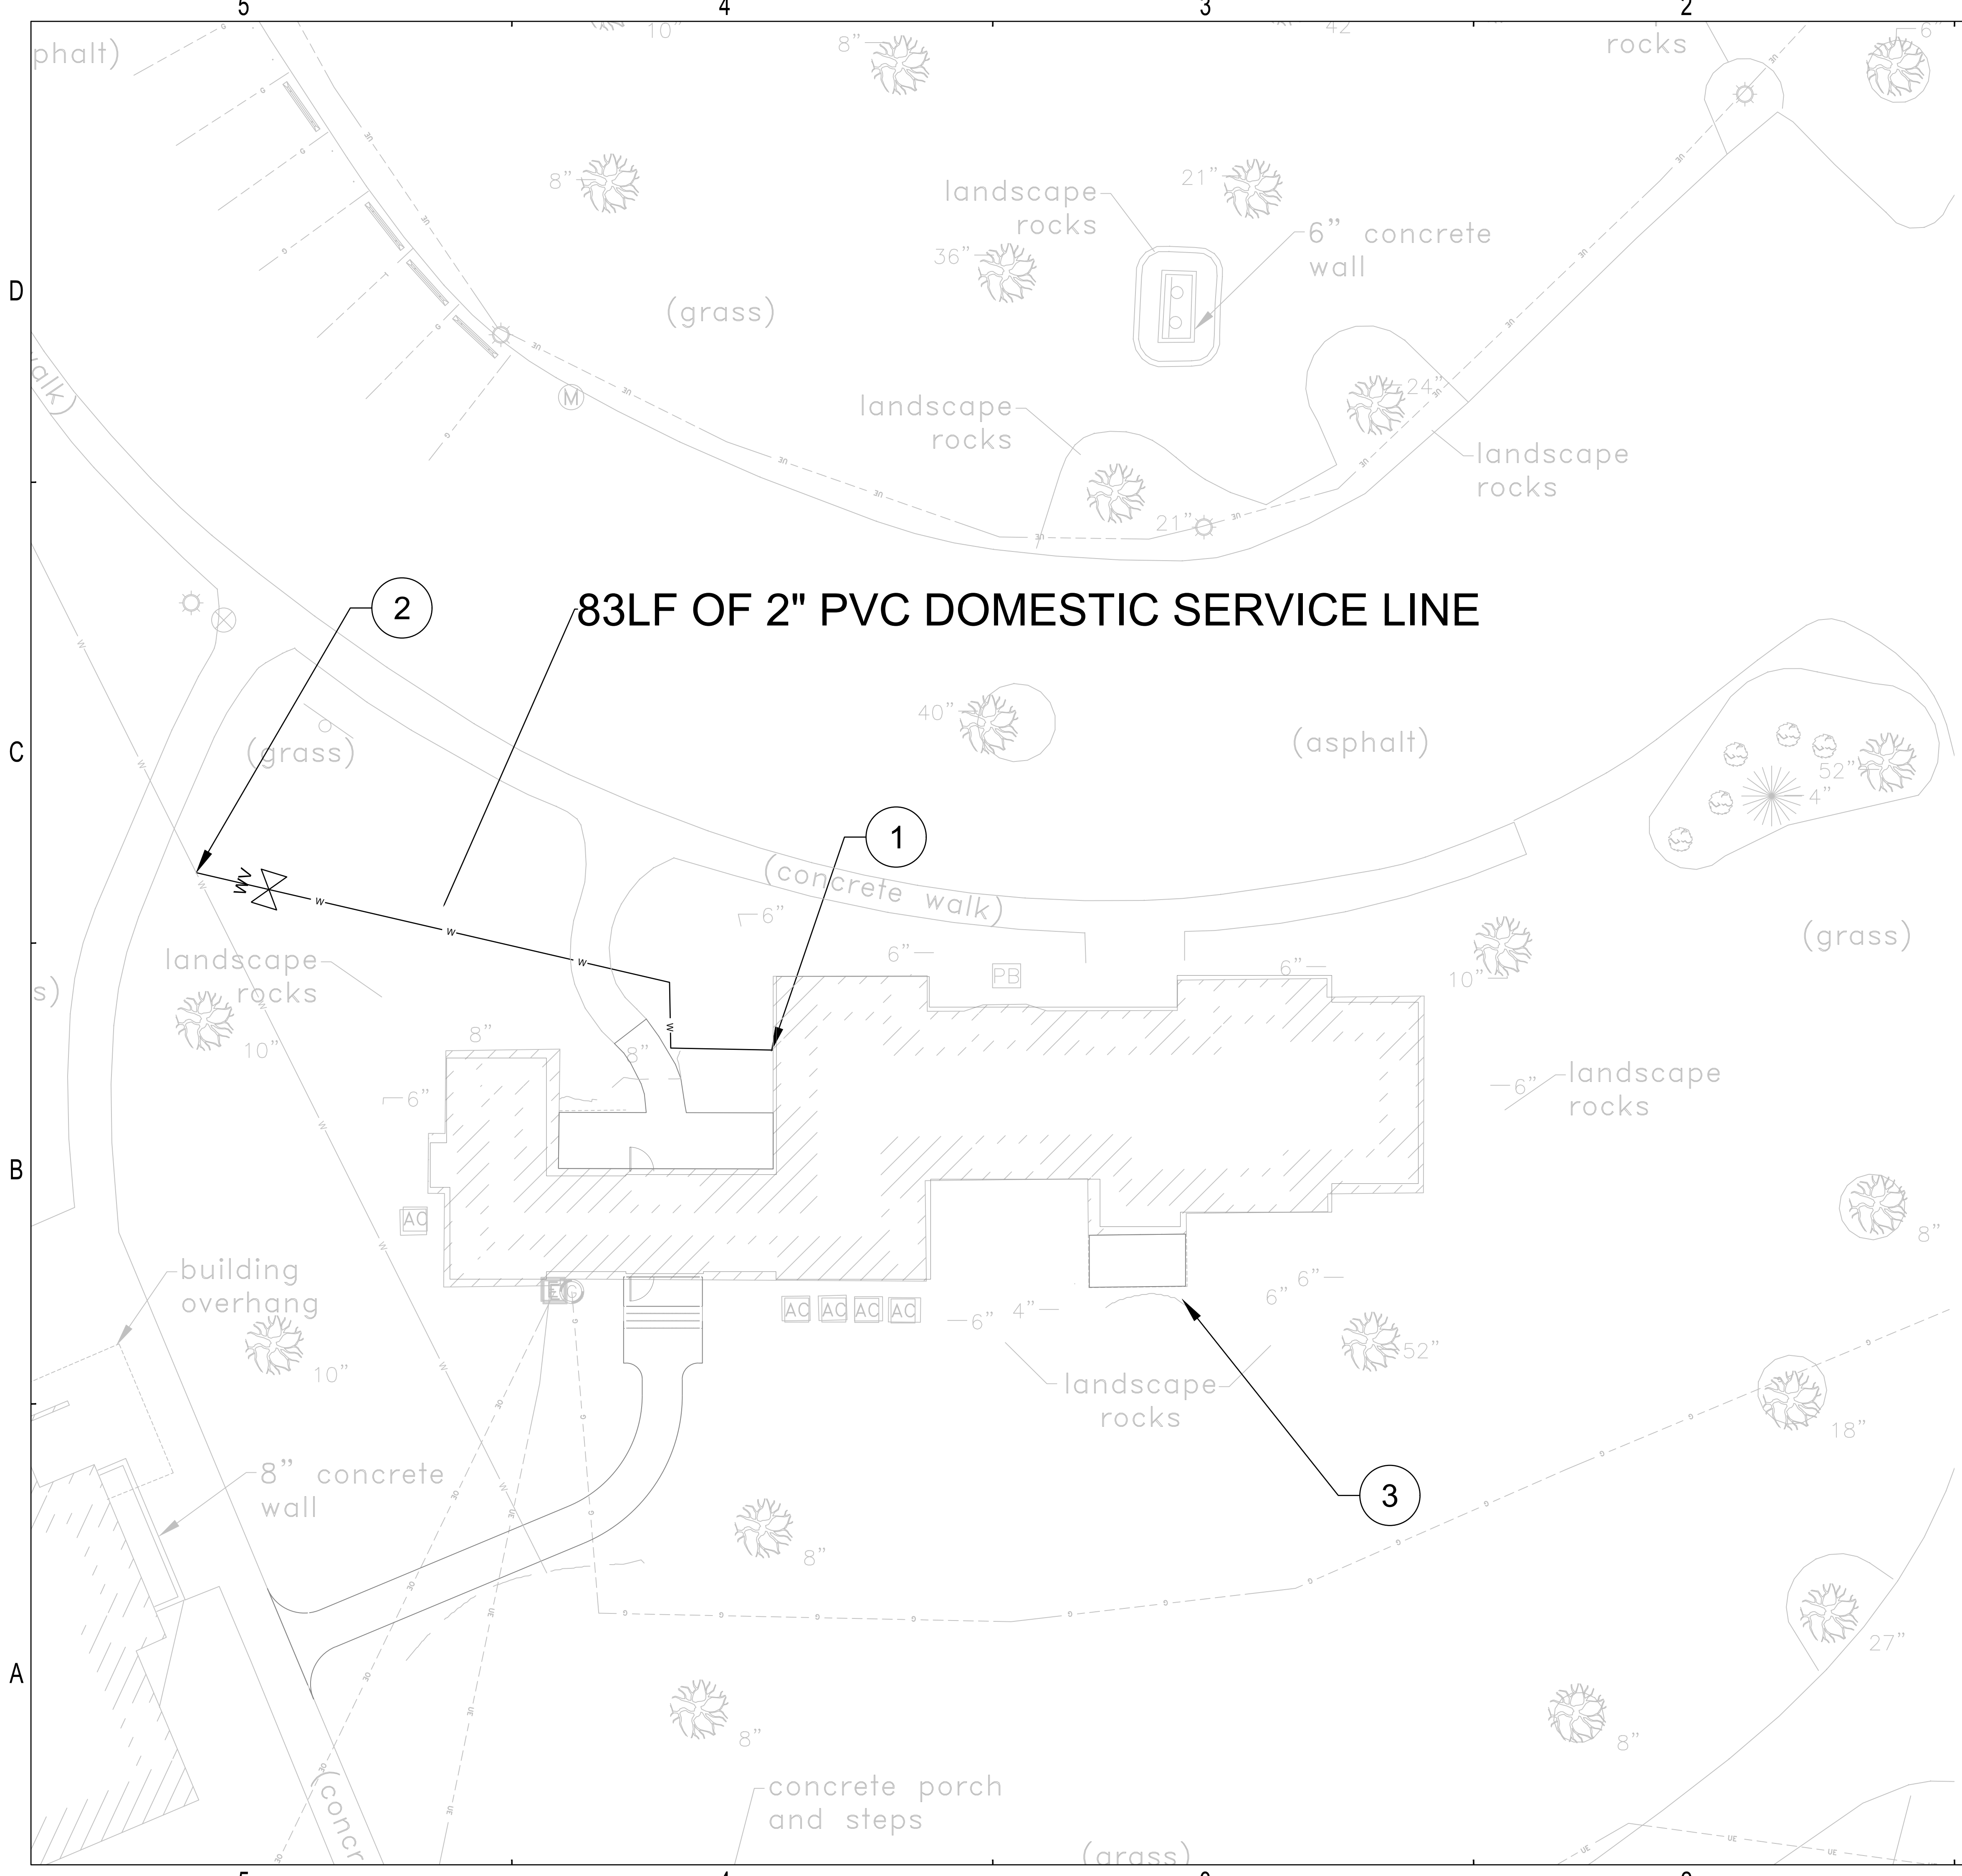 5 4 3 2
phalt)
10"
8"
42
rocks
6"
8"
landscape
rocks
21"
6" concrete
wall
36"
D
(grass)
alk)
M
24"
landscape
rocks
landscape
rocks
21"
2
83LF OF 2" PVC DOMESTIC SERVICE LINE
40"
(asphalt)
C
(grass)
52"
4"
1
WV
(concrete walk)
6"
(grass)
6"
landscape
rocks
s)
PB
6"
10"
10"
8"
8"
6"
6"
landscape
rocks
B
AC
8"
building
overhang
E G
6"
6"
AC AC AC AC
6"
4"
52"
10"
landscape
rocks
18"
8" concrete
wall
3
8"
27"
A
8"
8"
concrete porch
and steps
(concr
(grass)
5 4 3 2